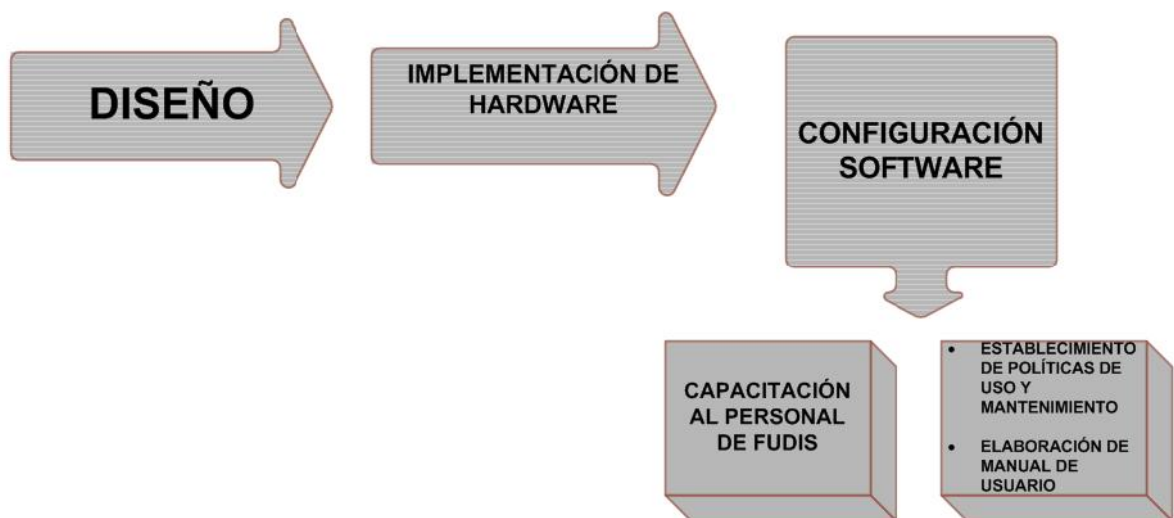 DISEÑO
IMPLEMENTACIÓN DE
HARDWARE
CONFIGURACIÓN
SOFTWARE
CAPACITACIÓN
AL PERSONAL
DE FUDIS
• ESTABLECIMIENTO
DE POLÍTICAS DE
USO Y
MANTENIMIENTO
• ELABORACIÓN DE
MANUAL DE
USUARIO